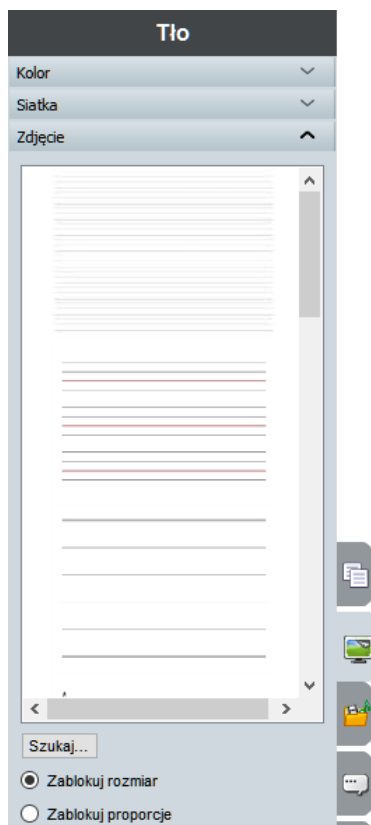 Tło
Kolor
Siatka
Zdjęcie
Szukaj...
Zablokuj rozmiar
Zablokuj proporcje